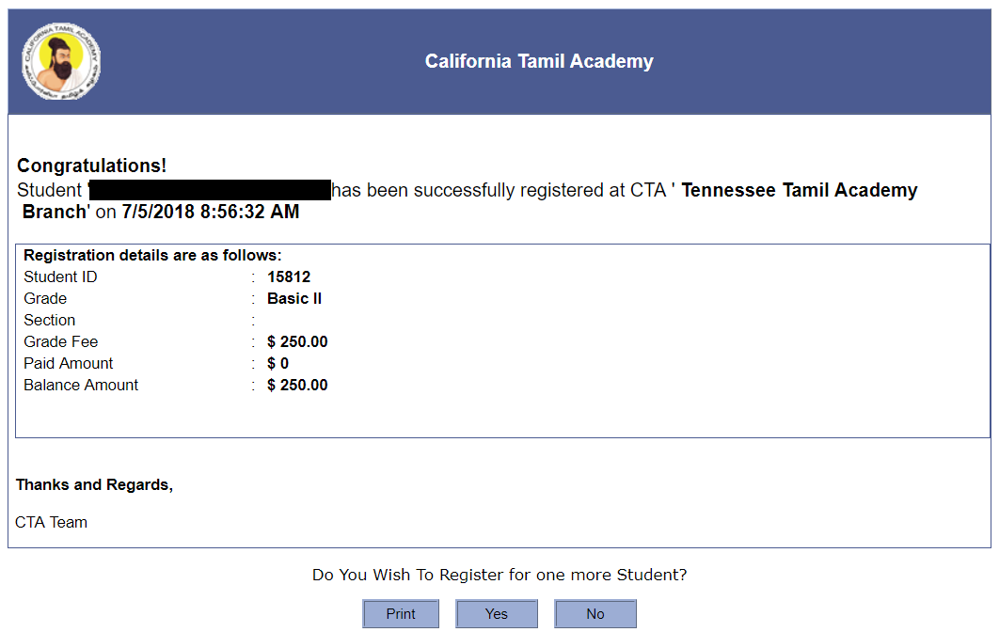 CALIFORNIA TAMIL ACADEMY
California Tamil Academy
Congratulations!
Student ' has been successfully registered at CTA ' Tennessee Tamil Academy
Branch' on 7/5/2018 8:56:32 AM
Registration details are as follows:
Student ID : 15812
Grade : Basic II
Section :
Grade Fee : $ 250.00
Paid Amount : $ 0
Balance Amount : $ 250.00
Thanks and Regards,
CTA Team
Do You Wish To Register for one more Student?
Print Yes No